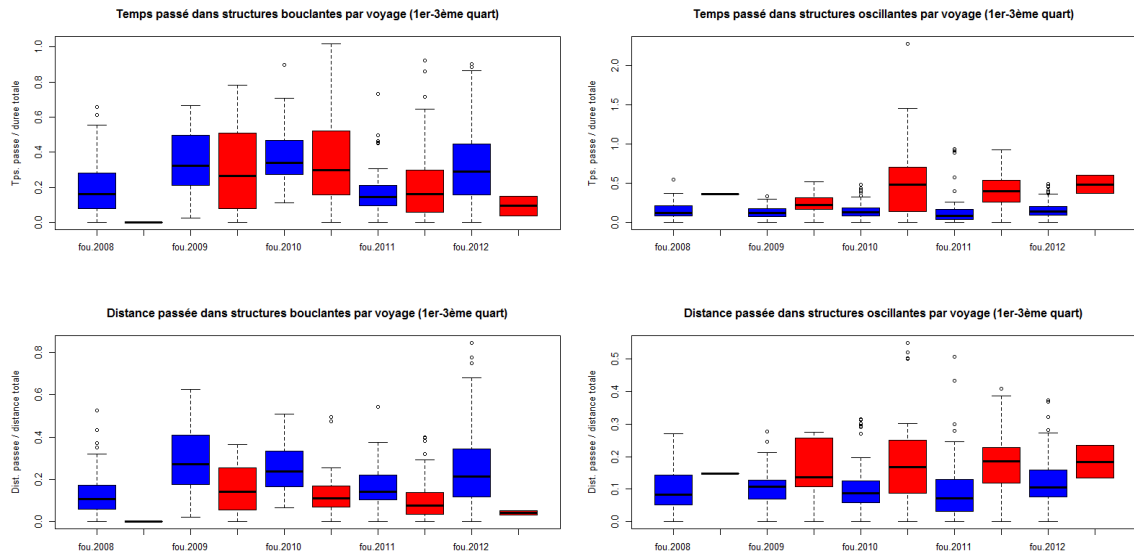 Temps passé dans structures bouclantes par voyage (1er-3ème quart)
Tps. passe / duree totale
0.0 0.2 0.4 0.6 0.8 1.0
fou.2008 fou.2009 fou.2010 fou.2011 fou.2012
Temps passé dans structures oscillantes par voyage (1er-3ème quart)
Tps. passe / duree totale
0.0 0.5 1.0 1.5 2.0
fou.2008 fou.2009 fou.2010 fou.2011 fou.2012
Distance passée dans structures bouclantes par voyage (1er-3ème quart)
Dist. passee / distance totale
0.0 0.2 0.4 0.6 0.8
fou.2008 fou.2009 fou.2010 fou.2011 fou.2012
Distance passée dans structures oscillantes par voyage (1er-3ème quart)
Dist. passée / distance totale
0.0 0.1 0.2 0.3 0.4 0.5
fou.2008 fou.2009 fou.2010 fou.2011 fou.2012